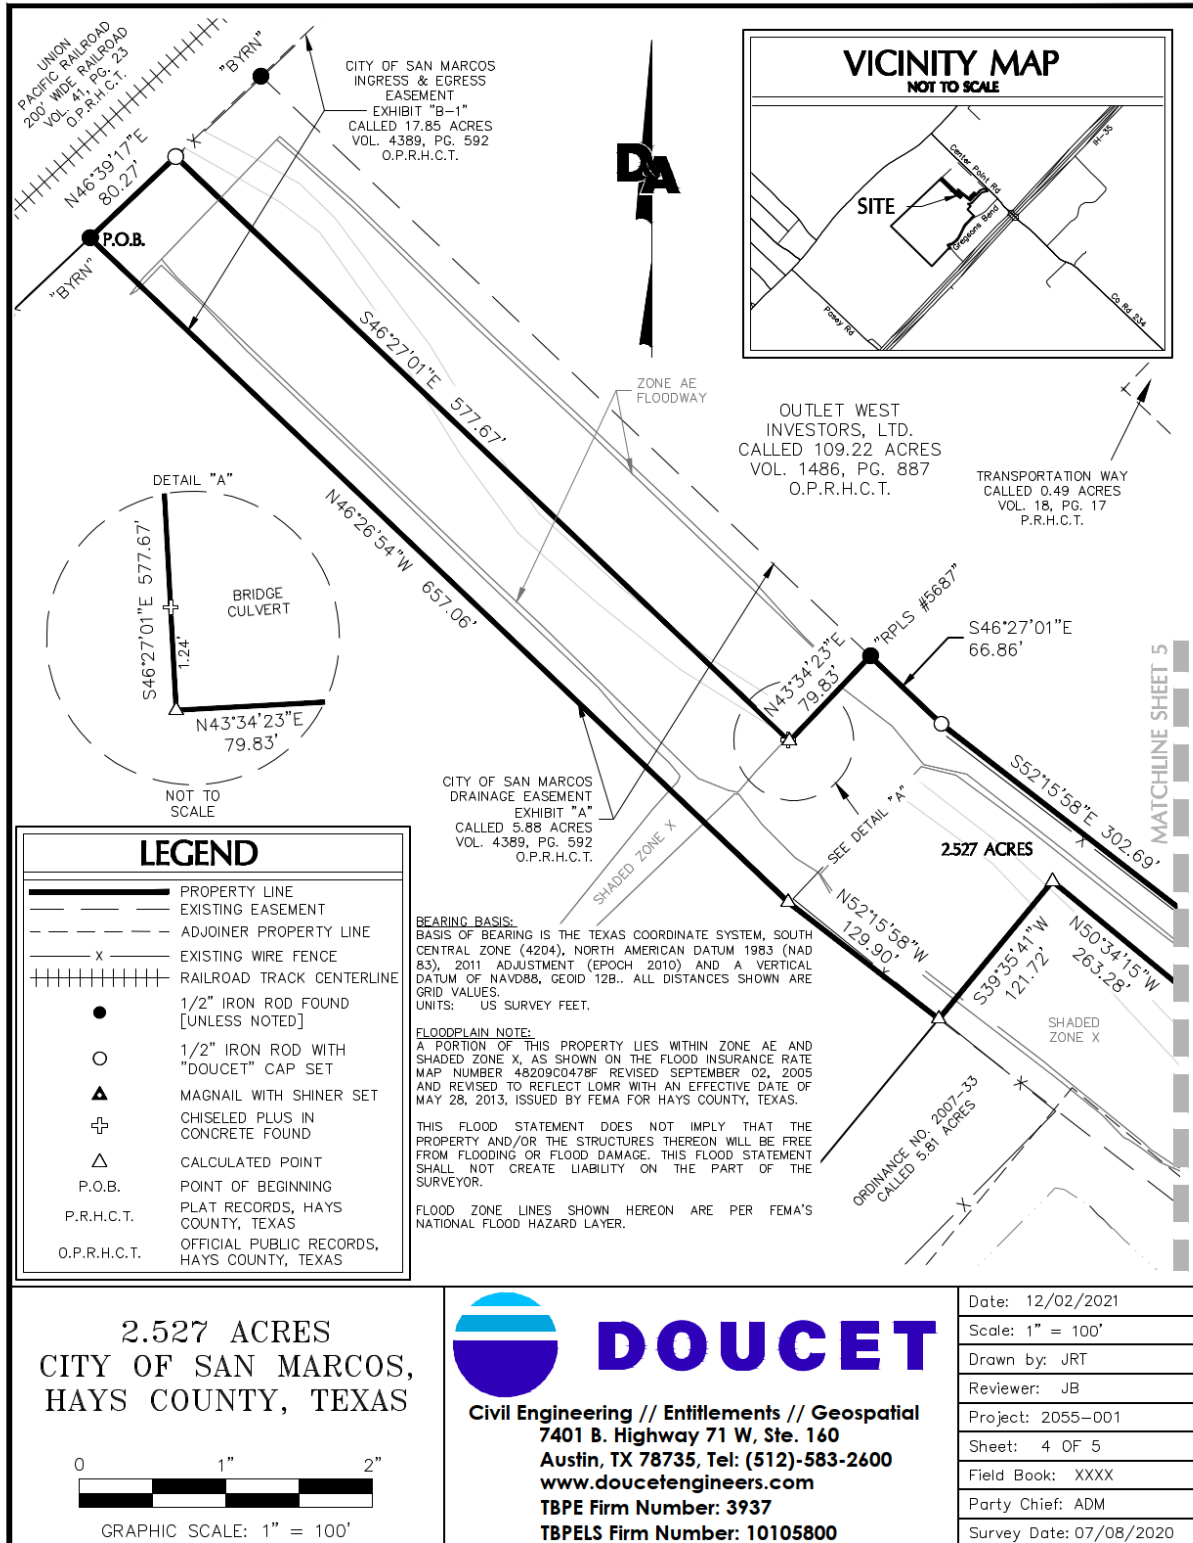 UNION
PACIFIC RAILROAD
200' WIDE RAILROAD
VOL. 41, PG. 23
O.P.R.H.C.T.
"BYRN"
CITY OF SAN MARCOS
INGRESS & EGRESS
EASEMENT
EXHIBIT "B-1"
CALLED 17.85 ACRES
VOL. 4389, PG. 592
O.P.R.H.C.T.
N46°39'17"E
80.27'
X
P.O.B.
"BYRN"
DA
VICINITY MAP
NOT TO SCALE
IH-35
Center Point Rd
SITE
Gregsons Bend
Posey Rd
Co Rd 234
S46°27'01"E 577.67'
ZONE AE
FLOODWAY
OUTLET WEST
INVESTORS, LTD.
CALLED 109.22 ACRES
VOL. 1486, PG. 887
O.P.R.H.C.T.
TRANSPORTATION WAY
CALLED 0.49 ACRES
VOL. 18, PG. 17
P.R.H.C.T.
DETAIL "A"
S46°27'01"E 577.67'
BRIDGE
CULVERT
1.24'
N43°34'23"E
79.83'
NOT TO
SCALE
N46°26'54"W 657.06'
"RPLS #5687"
S46°27'01"E
66.86'
N43°34'23"E
79.83'
MATCHLINE SHEET 5
S52°15'58"E 302.69'
X
CITY OF SAN MARCOS
DRAINAGE EASEMENT
EXHIBIT "A"
CALLED 5.88 ACRES
VOL. 4389, PG. 592
O.P.R.H.C.T.
SHADED ZONE X
SEE DETAIL "A"
2.527 ACRES
N52°15'58"W
129.90'
X
S39°35'41"W
121.72'
N50°34'15"W
263.28'
SHADED
ZONE X
ORDINANCE NO. 2007-33
CALLED 5.81 ACRES
X
X
LEGEND
PROPERTY LINE
EXISTING EASEMENT
ADJOINER PROPERTY LINE
X EXISTING WIRE FENCE
RAILROAD TRACK CENTERLINE
1/2" IRON ROD FOUND
[UNLESS NOTED]
1/2" IRON ROD WITH
"DOUCET" CAP SET
MAGNAIL WITH SHINER SET
CHISELED PLUS IN
CONCRETE FOUND
CALCULATED POINT
P.O.B. POINT OF BEGINNING
P.R.H.C.T. PLAT RECORDS, HAYS
COUNTY, TEXAS
O.P.R.H.C.T. OFFICIAL PUBLIC RECORDS,
HAYS COUNTY, TEXAS
BEARING BASIS:
BASIS OF BEARING IS THE TEXAS COORDINATE SYSTEM, SOUTH
CENTRAL ZONE (4204), NORTH AMERICAN DATUM 1983 (NAD
83), 2011 ADJUSTMENT (EPOCH 2010) AND A VERTICAL
DATUM OF NAVD88, GEOID 12B.. ALL DISTANCES SHOWN ARE
GRID VALUES.
UNITS: US SURVEY FEET.
FLOODPLAIN NOTE:
A PORTION OF THIS PROPERTY LIES WITHIN ZONE AE AND
SHADED ZONE X, AS SHOWN ON THE FLOOD INSURANCE RATE
MAP NUMBER 48209C0478F REVISED SEPTEMBER 02, 2005
AND REVISED TO REFLECT LOMR WITH AN EFFECTIVE DATE OF
MAY 28, 2013, ISSUED BY FEMA FOR HAYS COUNTY, TEXAS.
THIS FLOOD STATEMENT DOES NOT IMPLY THAT THE
PROPERTY AND/OR THE STRUCTURES THEREON WILL BE FREE
FROM FLOODING OR FLOOD DAMAGE. THIS FLOOD STATEMENT
SHALL NOT CREATE LIABILITY ON THE PART OF THE
SURVEYOR.
FLOOD ZONE LINES SHOWN HEREON ARE PER FEMA'S
NATIONAL FLOOD HAZARD LAYER.
2.527 ACRES
CITY OF SAN MARCOS,
HAYS COUNTY, TEXAS
0 1" 2"
GRAPHIC SCALE: 1" = 100'
DOUCET
Civil Engineering // Entitlements // Geospatial
7401 B. Highway 71 W, Ste. 160
Austin, TX 78735, Tel: (512)-583-2600
www.doucetengineers.com
TBPE Firm Number: 3937
TBPELS Firm Number: 10105800
Date: 12/02/2021
Scale: 1" = 100'
Drawn by: JRT
Reviewer: JB
Project: 2055-001
Sheet: 4 OF 5
Field Book: XXXX
Party Chief: ADM
Survey Date: 07/08/2020